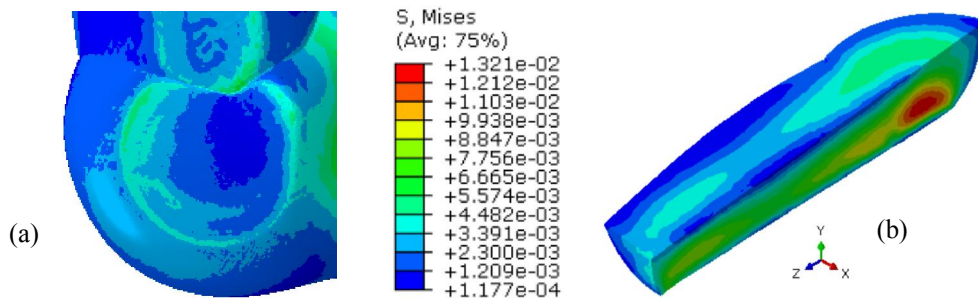 S, Mises
(Avg: 75%)
+1.321e-02
+1.212e-02
+1.103e-02
+9.938e-03
+8.847e-03
+7.756e-03
+6.665e-03
+5.574e-03
+4.482e-03
+3.391e-03
+2.300e-03
+1.209e-03
+1.177e-04
(a)
(b)
Y
Z
X